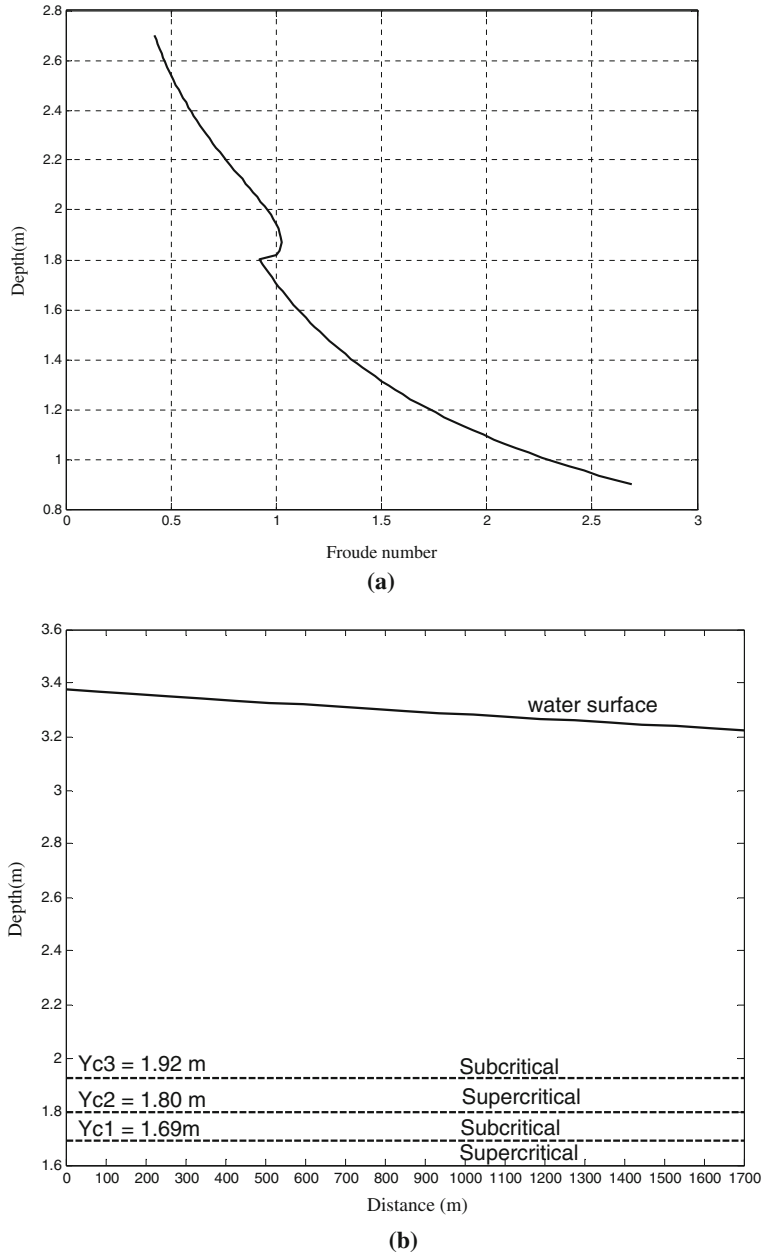 2.8
2.6
2.4
2.2
2
1.8
1.6
1.4
1.2
1
0.8
Depth(m)
0 0.5 1 1.5 2 2.5 3
Froude number
(a)
3.6
3.4
3.2
3
2.8
2.6
2.4
2.2
2
1.8
1.6
Depth(m)
water surface
Yc3 = 1.92 m Subcritical
Yc2 = 1.80 m Supercritical
Yc1 = 1.69m Subcritical
Supercritical
0 100 200 300 400 500 600 700 800 900 1000 1100 1200 1300 1400 1500 1600 1700
Distance (m)
(b)